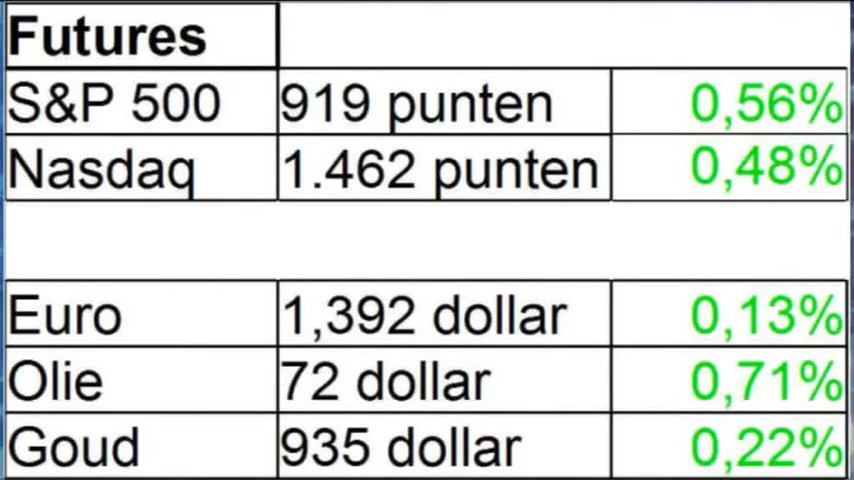 Futures
S&P 500 919 punten 0,56%
Nasdaq 1.462 punten 0,48%
Euro 1,392 dollar 0,13%
Olie 72 dollar 0,71%
Goud 935 dollar 0,22%